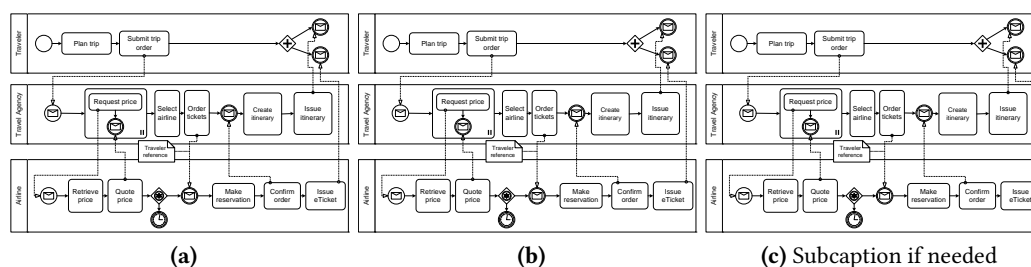 Traveler
Plan trip
Submit trip
order
Travel Agency
Request price
Select
airline
Order
tickets
Create
itinerary
Issue
itinerary
Traveler
reference
Airline
Retrieve
price
Quote
price
Make
reservation
Confirm
order
Issue
eTicket
(a)
Traveler
Plan trip
Submit trip
order
Travel Agency
Request price
Select
airline
Order
tickets
Create
itinerary
Issue
itinerary
Traveler
reference
Airline
Retrieve
price
Quote
price
Make
reservation
Confirm
order
Issue
eTicket
(b)
Traveler
Plan trip
Submit trip
order
Travel Agency
Request price
Select
airline
Order
tickets
Create
itinerary
Issue
itinerary
Traveler
reference
Airline
Retrieve
price
Quote
price
Make
reservation
Confirm
order
Issue
eTicket
(c) Subcaption if needed